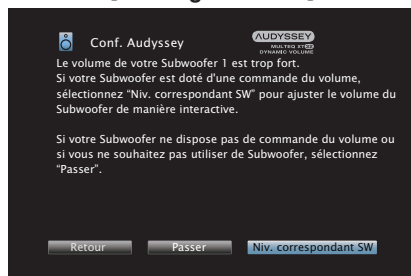 Conf. Audyssey
AUDYSSEY
MULTEQ XT32
DYNAMIC VOLUME
Le volume de votre Subwoofer 1 est trop fort.
Si votre Subwoofer est doté d'une commande du volume,
sélectionnez "Niv. correspondant SW" pour ajuster le volume du
Subwoofer de manière interactive.
Si votre Subwoofer ne dispose pas de commande du volume ou
si vous ne souhaitez pas utiliser de Subwoofer, sélectionnez
"Passer".
Retour
Passer
Niv. correspondant SW